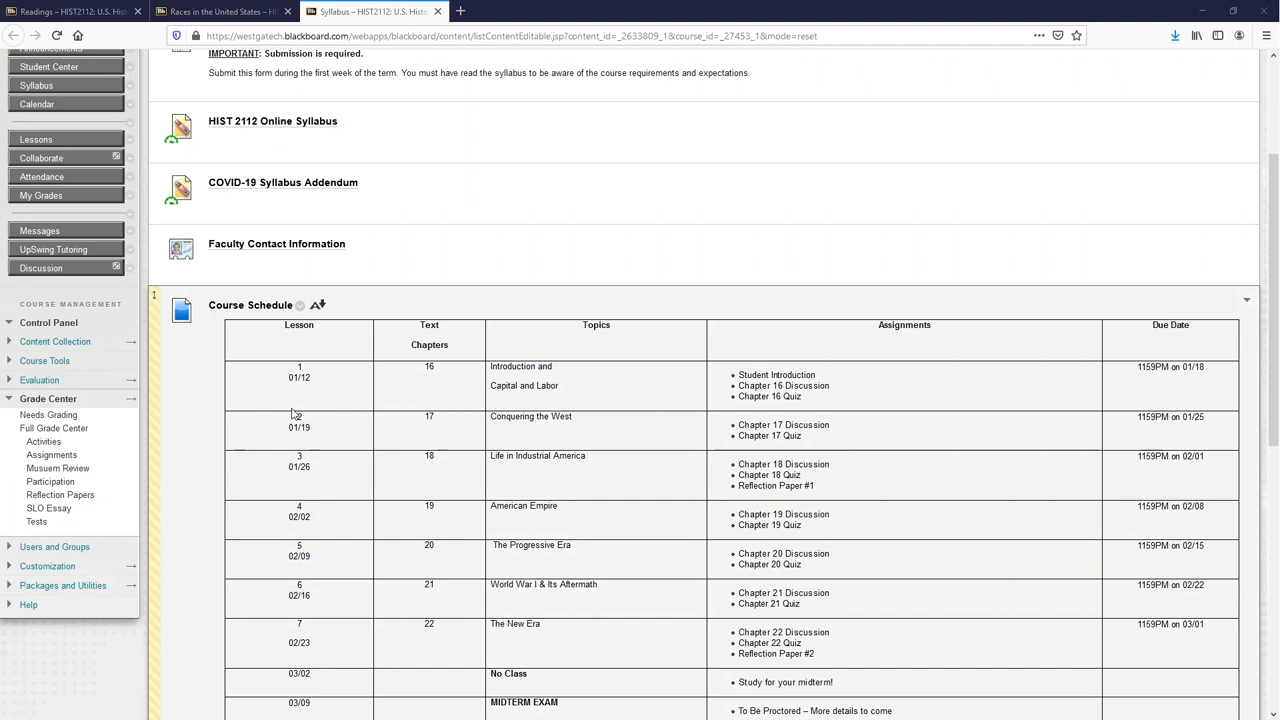 Readings – HIST2112: U.S. Histo
Races in the United States – HIS
Syllabus – HIST2112: U.S. Histor
https://westgatech.blackboard.com/webapps/blackboard/content/listContentEditable.jsp?content_id=_2633809_1&course_id=_27453_1&mode=reset
Announcements
Student Center
Syllabus
Calendar
Lessons
Collaborate
Attendance
My Grades
Messages
UpSwing Tutoring
Discussion
COURSE MANAGEMENT
Control Panel
Content Collection
Course Tools
Evaluation
Grade Center
Needs Grading
Full Grade Center
Activities
Assignments
Musuem Review
Participation
Reflection Papers
SLO Essay
Tests
Users and Groups
Customization
Packages and Utilities
Help
IMPORTANT: Submission is required.
Submit this form during the first week of the term. You must have read the syllabus to be aware of the course requirements and expectations.
HIST 2112 Online Syllabus
COVID-19 Syllabus Addendum
Faculty Contact Information
Course Schedule
Lesson
Text
Chapters
Topics
Assignments
Due Date
1
01/12
16
Introduction and
Capital and Labor
Student Introduction
Chapter 16 Discussion
Chapter 16 Quiz
1159PM on 01/18
2
01/19
17
Conquering the West
Chapter 17 Discussion
Chapter 17 Quiz
1159PM on 01/25
3
01/26
18
Life in Industrial America
Chapter 18 Discussion
Chapter 18 Quiz
Reflection Paper #1
1159PM on 02/01
4
02/02
19
American Empire
Chapter 19 Discussion
Chapter 19 Quiz
1159PM on 02/08
5
02/09
20
The Progressive Era
Chapter 20 Discussion
Chapter 20 Quiz
1159PM on 02/15
6
02/16
21
World War I & Its Aftermath
Chapter 21 Discussion
Chapter 21 Quiz
1159PM on 02/22
7
02/23
22
The New Era
Chapter 22 Discussion
Chapter 22 Quiz
Reflection Paper #2
1159PM on 03/01
03/02
No Class
Study for your midterm!
03/09
MIDTERM EXAM
To Be Proctored – More details to come